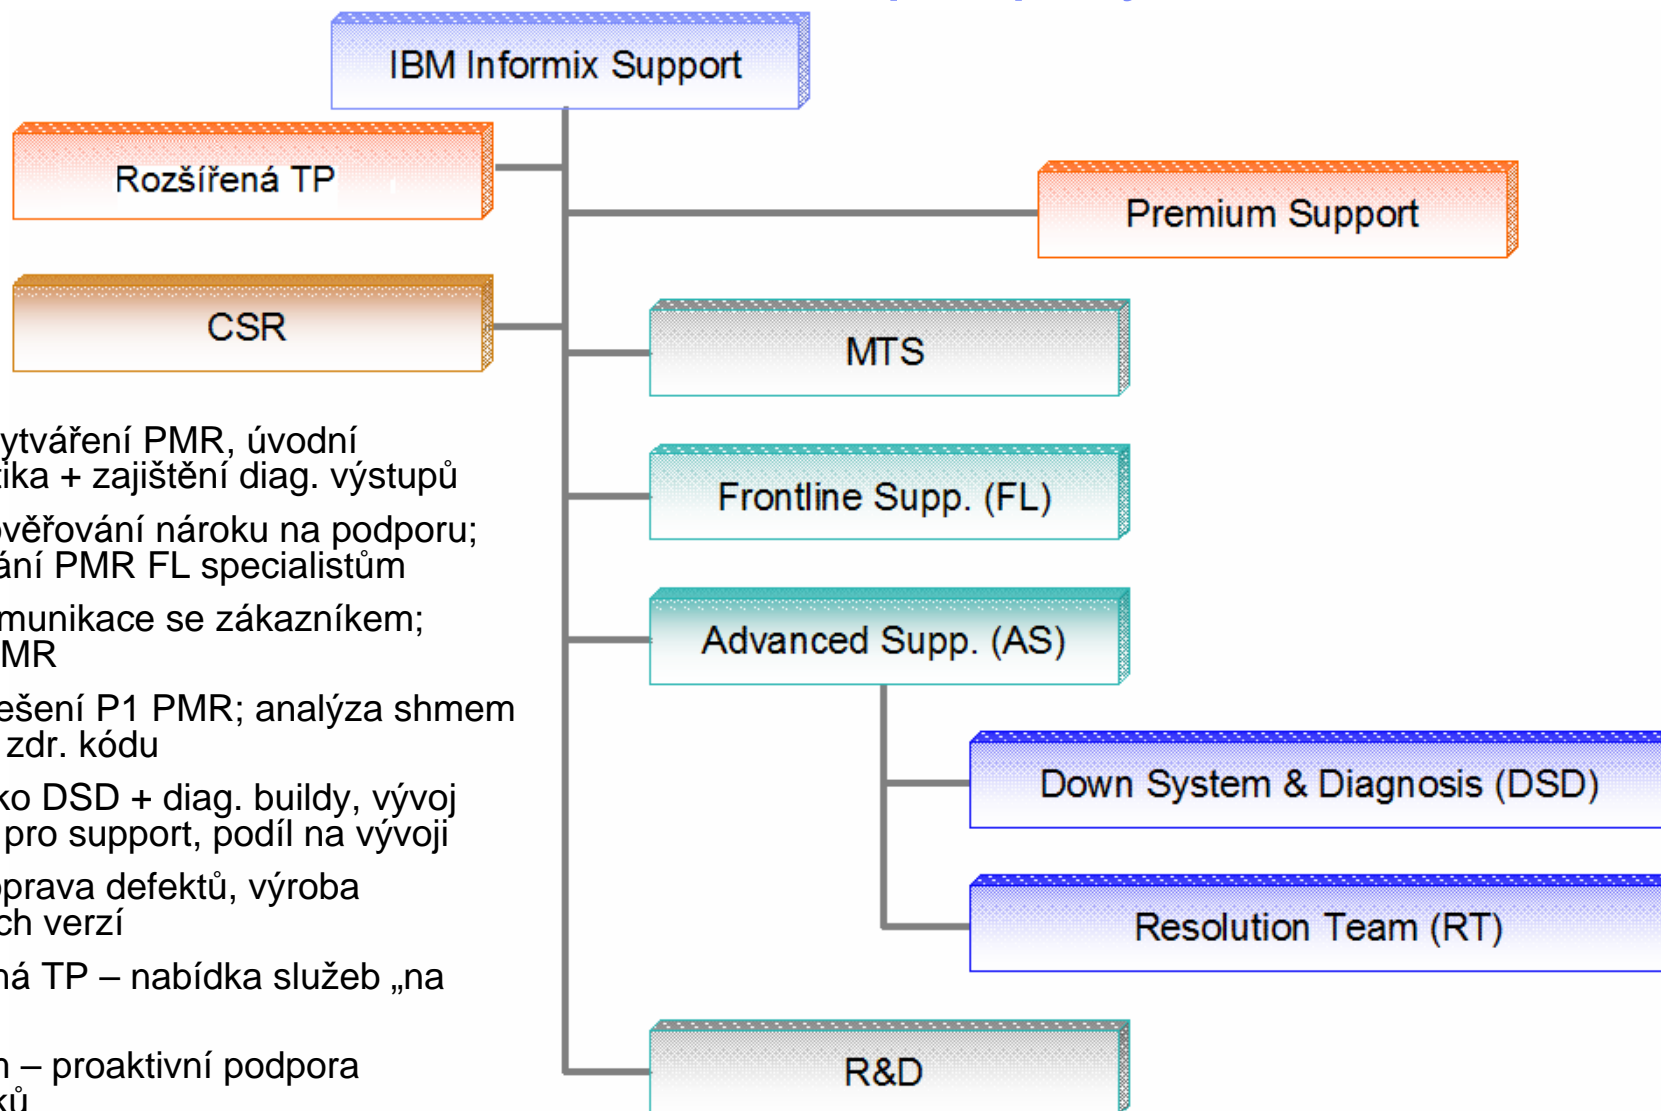 IBM Informix Support
Rozšířená TP
Premium Support
CSR
MTS
Frontline Supp. (FL)
Advanced Supp. (AS)
Down System & Diagnosis (DSD)
Resolution Team (RT)
R&D
ytváření PMR, úvodní
tika + zajištění diag. výstupů
ověřování nároku na podporu;
ání PMR FL specialistům
munikace se zákazníkem;
MR
ešení P1 PMR; analýza shmem
zdr. kódu
ko DSD + diag. buildy, vývoj
pro support, podíl na vývoji
oprava defektů, výroba
ch verzí
ná TP – nabídka služeb „na
– proaktivní podpora
ků